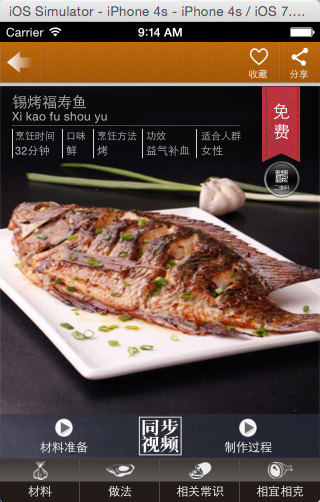 iOS Simulator - iPhone 4s - iPhone 4s / iOS 7....
Carrier 9:14 AM
收藏 分享
锡烤福寿鱼
Xi kao fu shou yu
免费
烹饪时间 口味 烹饪方法 功效 适合人群
32分钟 鲜 烤 益气补血 女性
二维码
材料准备 同步视频 制作过程
材料 做法 相关常识 相宜相克